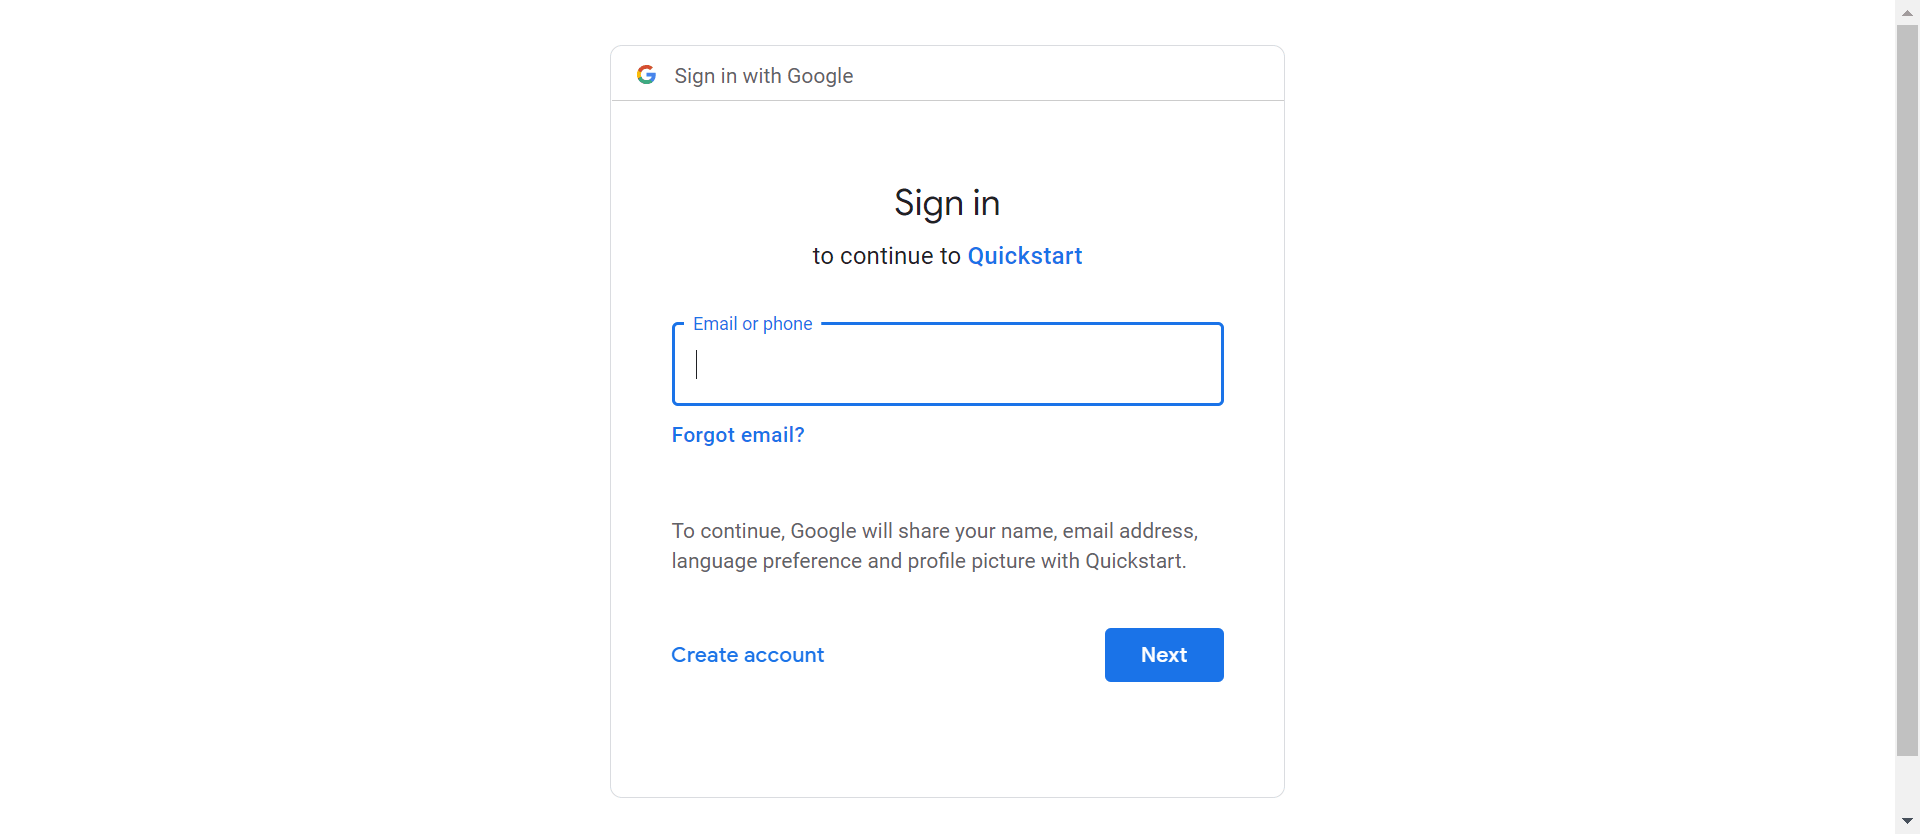 Sign in with Google
Sign in
to continue to Quickstart
Email or phone
Forgot email?
To continue, Google will share your name, email address,
language preference and profile picture with Quickstart.
Create account
Next